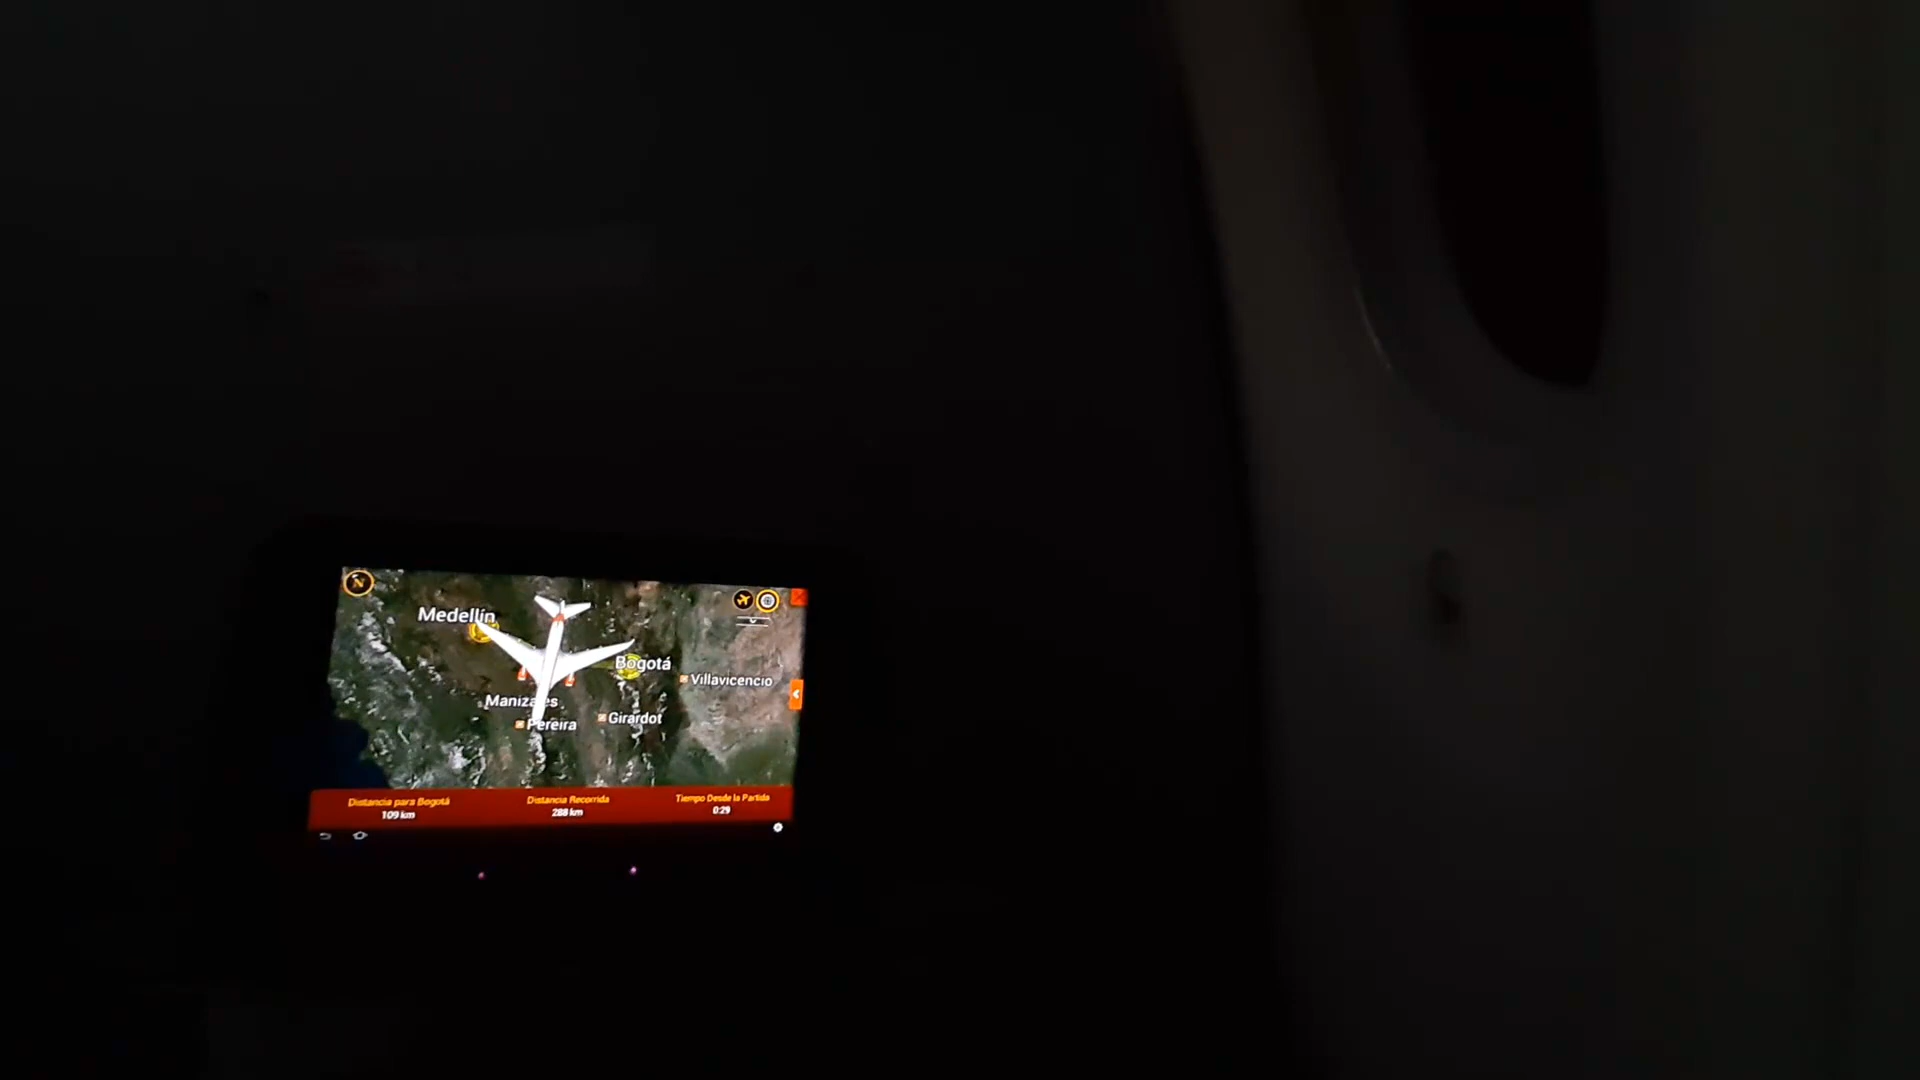 N
Medellín
Bogotá
Villavicencio
Manizales
Pereira
Girardot
Distancia para Bogotá
109 km
Distancia Recorrida
288 km
Tiempo Desde la Partida
0:29